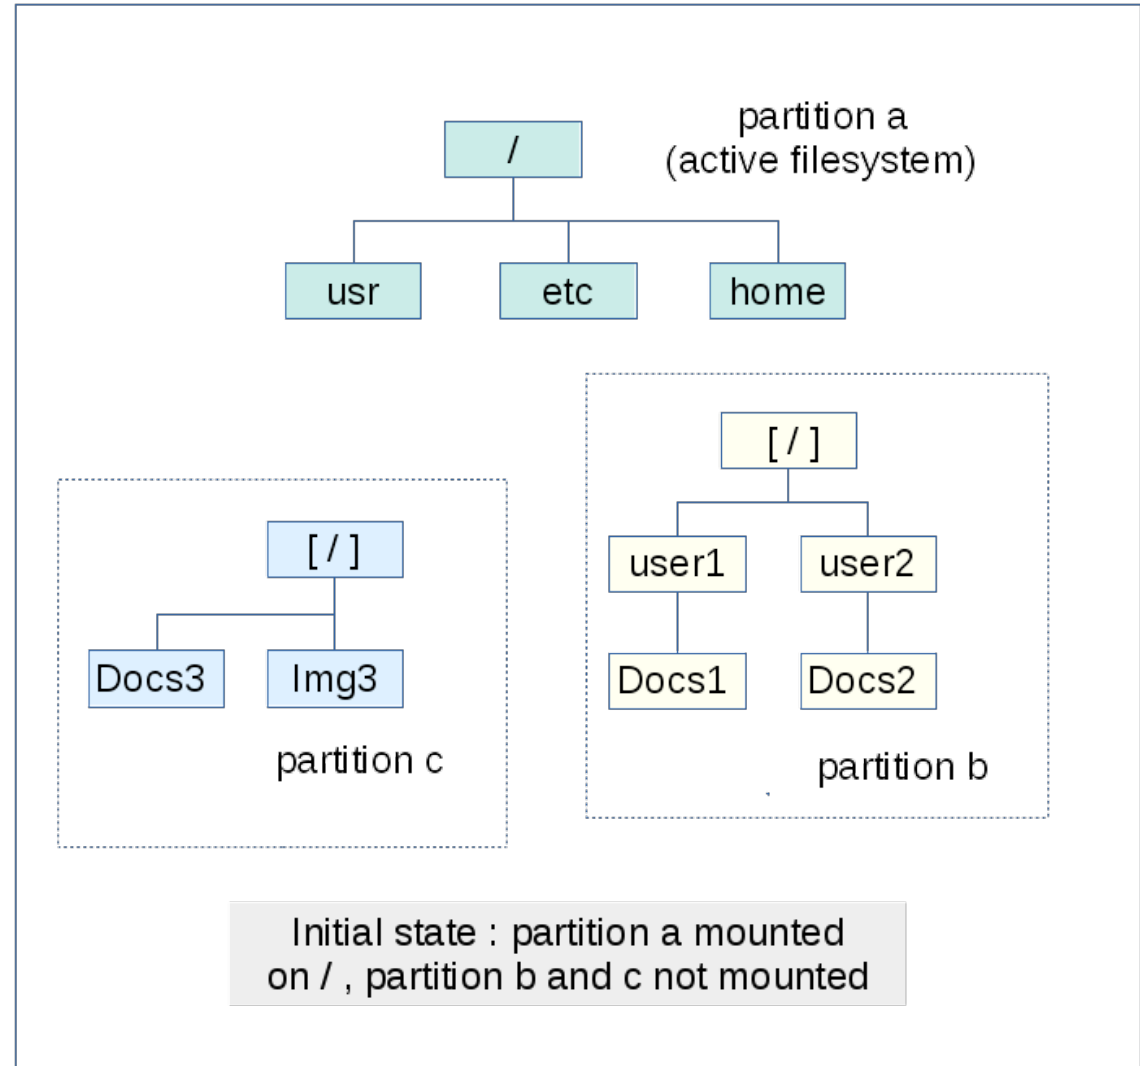 partition a
(active filesystem)
/
usr
etc
home
[ / ]
user1
user2
Docs1
Docs2
partition b
[ / ]
Docs3
Img3
partition c
Initial state : partition a mounted
on / , partition b and c not mounted